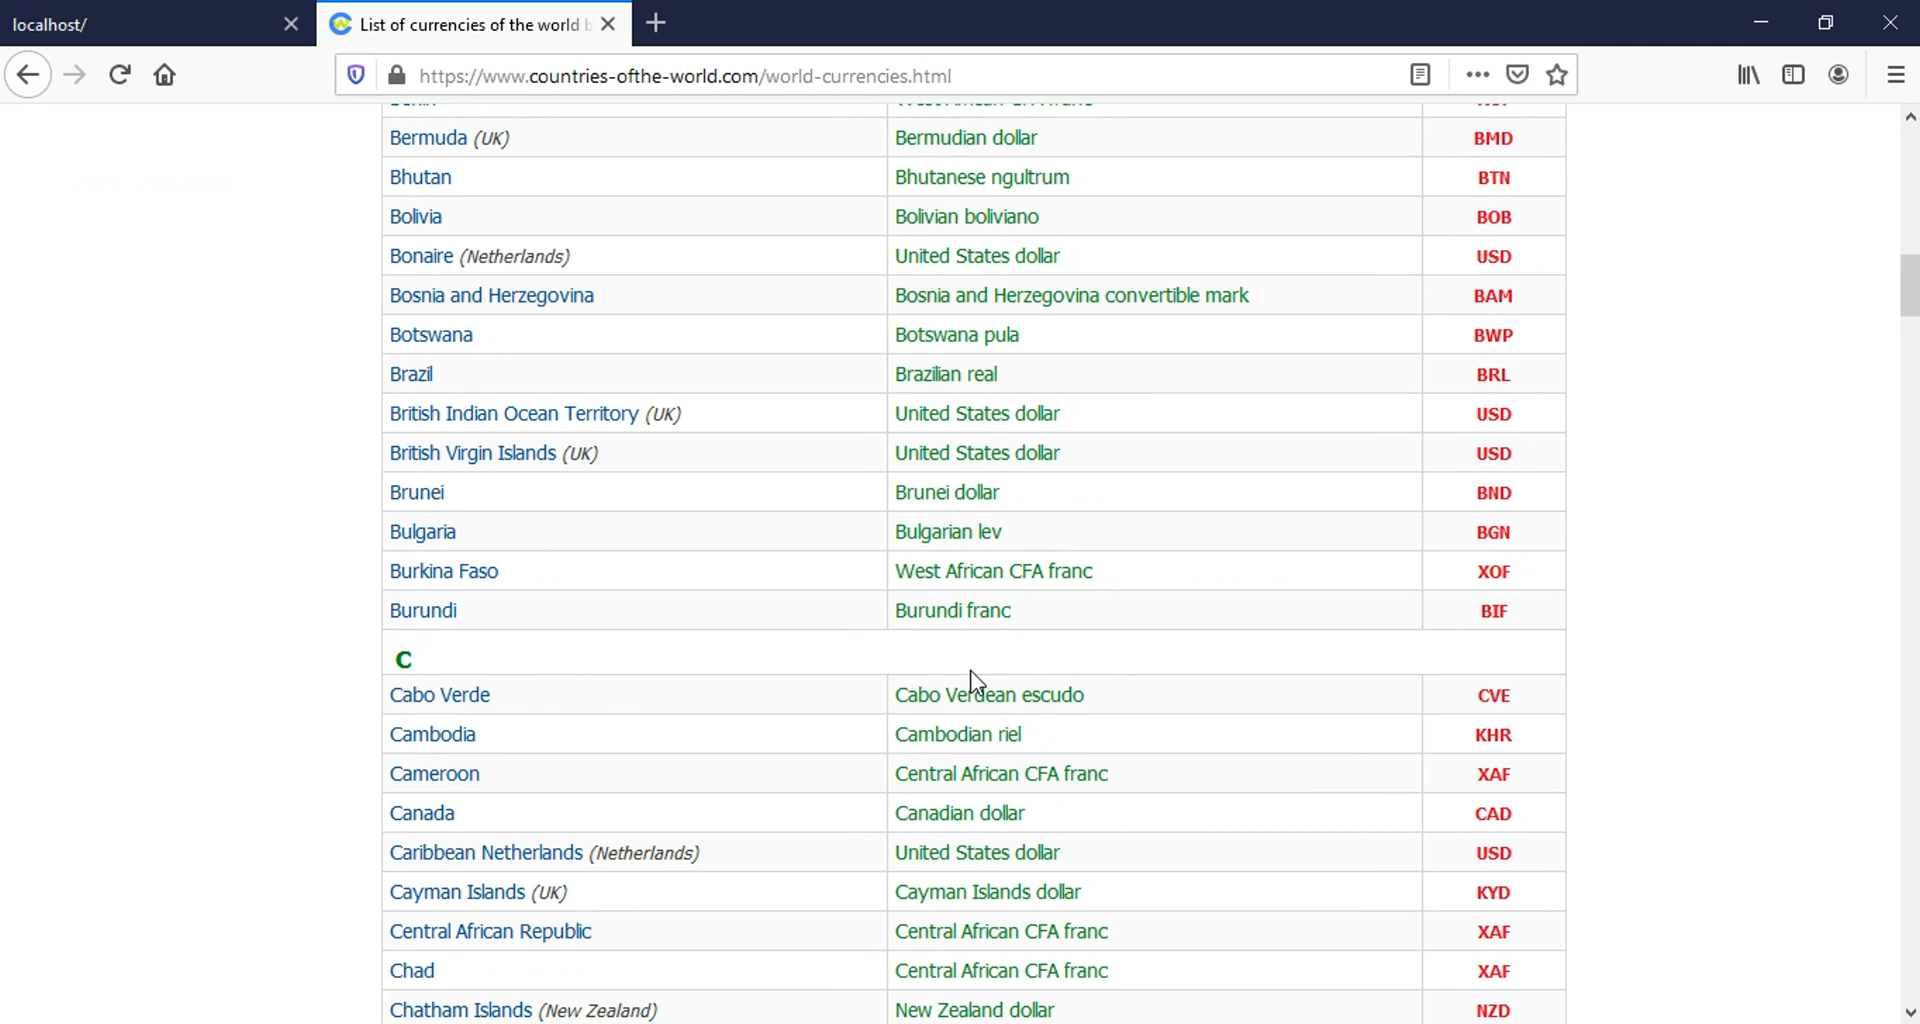 localhost/
List of currencies of the world
https://www.countries-ofthe-world.com/world-currencies.html
Bermuda (UK) Bermudian dollar BMD
Bhutan Bhutanese ngultrum BTN
Bolivia Bolivian boliviano BOB
Bonaire (Netherlands) United States dollar USD
Bosnia and Herzegovina Bosnia and Herzegovina convertible mark BAM
Botswana Botswana pula BWP
Brazil Brazilian real BRL
British Indian Ocean Territory (UK) United States dollar USD
British Virgin Islands (UK) United States dollar USD
Brunei Brunei dollar BND
Bulgaria Bulgarian lev BGN
Burkina Faso West African CFA franc XOF
Burundi Burundi franc BIF
C
Cabo Verde Cabo Verdean escudo CVE
Cambodia Cambodian riel KHR
Cameroon Central African CFA franc XAF
Canada Canadian dollar CAD
Caribbean Netherlands (Netherlands) United States dollar USD
Cayman Islands (UK) Cayman Islands dollar KYD
Central African Republic Central African CFA franc XAF
Chad Central African CFA franc XAF
Chatham Islands (New Zealand) New Zealand dollar NZD